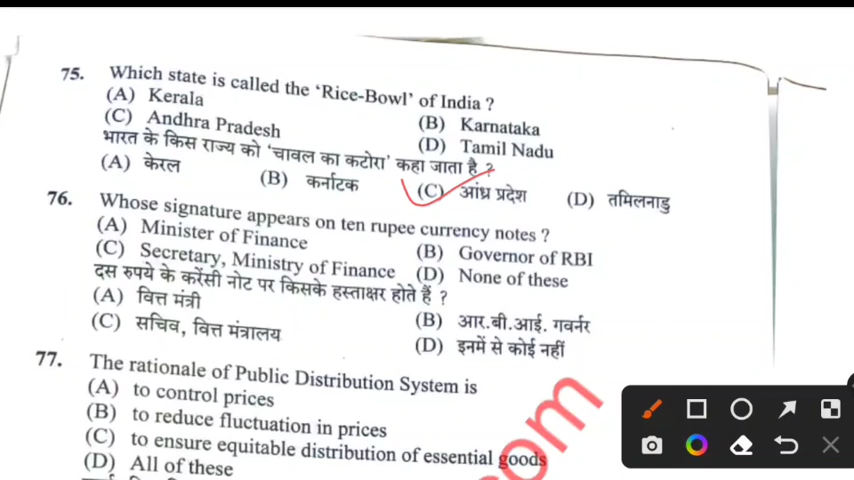 75. Which state is called the ‘Rice-Bowl’ of India ?
(A) Kerala
(B) Karnataka
(C) Andhra Pradesh
(D) Tamil Nadu
भारत के किस राज्य को ‘चावल का कटोरा’ कहा जाता है ?
(A) केरल (B) कर्नाटक (C) आंध्र प्रदेश (D) तमिलनाडु
76. Whose signature appears on ten rupee currency notes ?
(A) Minister of Finance
(B) Governor of RBI
(C) Secretary, Ministry of Finance
(D) None of these
दस रुपये के करेंसी नोट पर किसके हस्ताक्षर होते हैं ?
(A) वित्त मंत्री
(B) आर.बी.आई. गवर्नर
(C) सचिव, वित्त मंत्रालय
(D) इनमें से कोई नहीं
77. The rationale of Public Distribution System is
(A) to control prices
(B) to reduce fluctuation in prices
(C) to ensure equitable distribution of essential goods
(D) All of these
com